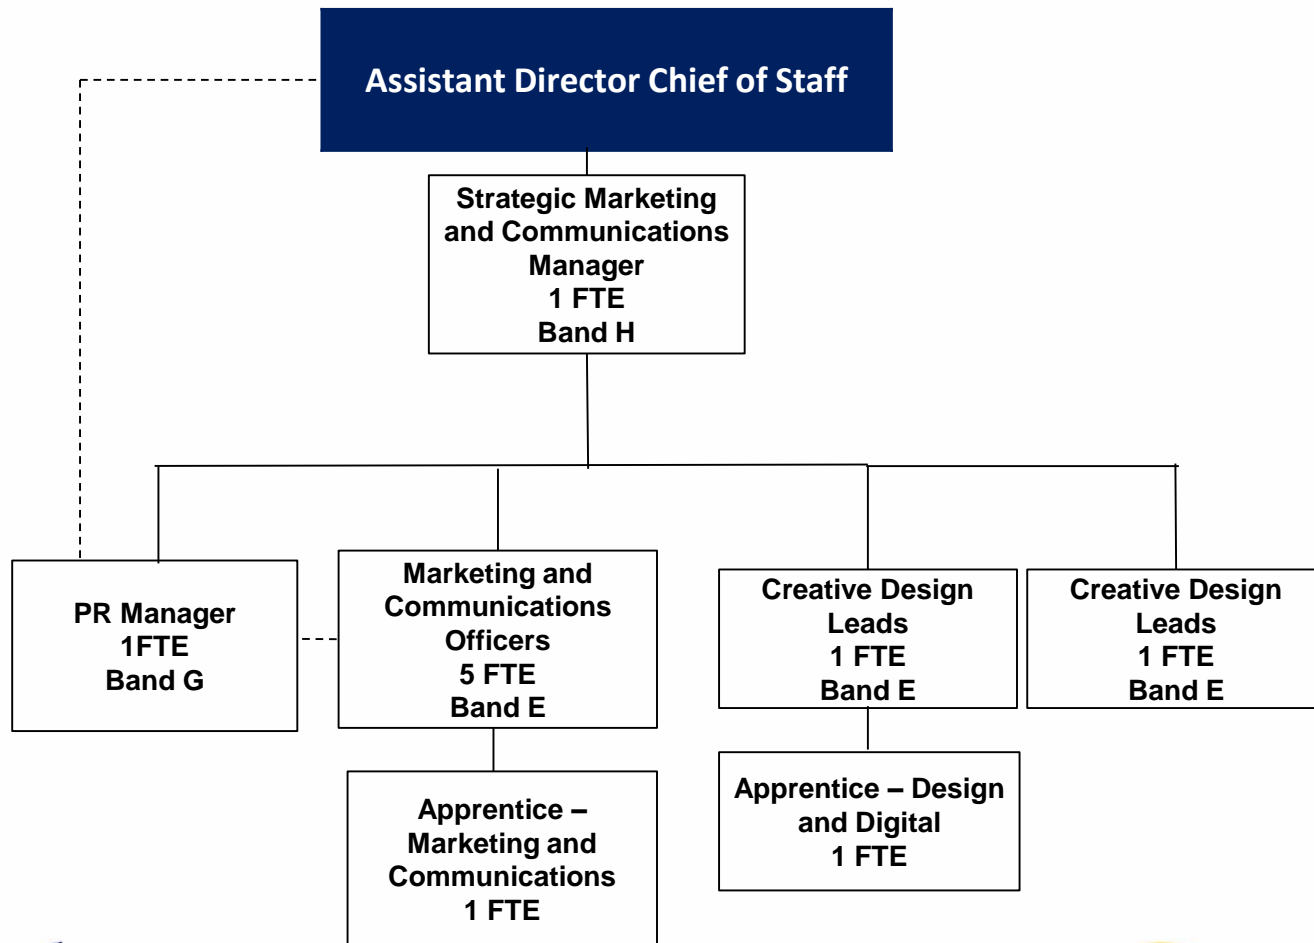 Assistant Director Chief of Staff
Strategic Marketing
and Communications
Manager
1 FTE
Band H
PR Manager
1FTE
Band G
Marketing and
Communications
Officers
5 FTE
Band E
Creative Design
Leads
1 FTE
Band E
Creative Design
Leads
1 FTE
Band E
Apprentice –
Marketing and
Communications
1 FTE
Apprentice – Design
and Digital
1 FTE